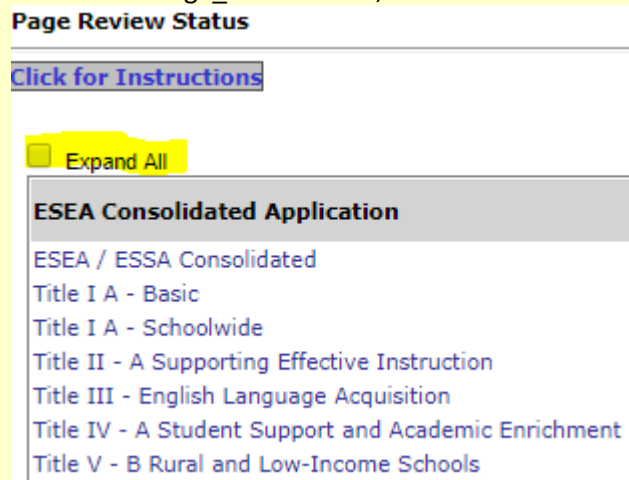 Page Review Status
Click for Instructions
Expand All
ESEA Consolidated Application
ESEA / ESSA Consolidated
Title I A - Basic
Title I A - Schoolwide
Title II - A Supporting Effective Instruction
Title III - English Language Acquisition
Title IV - A Student Support and Academic Enrichment
Title V - B Rural and Low-Income Schools